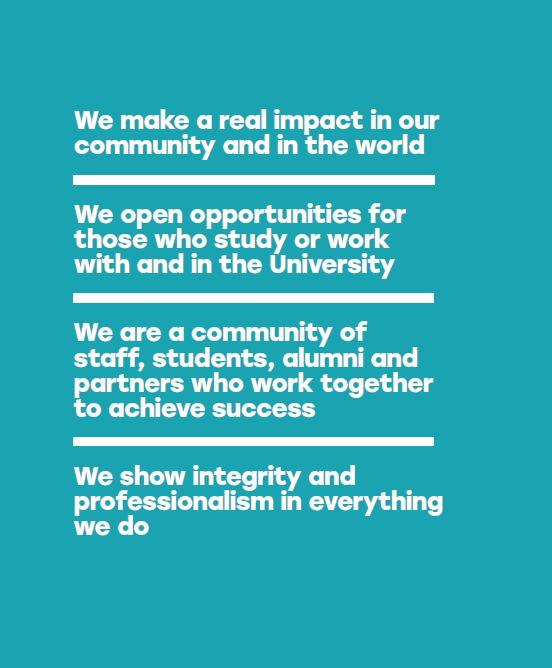 We make a real impact in our
community and in the world
We open opportunities for
those who study or work
with and in the University
We are a community of
staff, students, alumni and
partners who work together
to achieve success
We show integrity and
professionalism in everything
we do